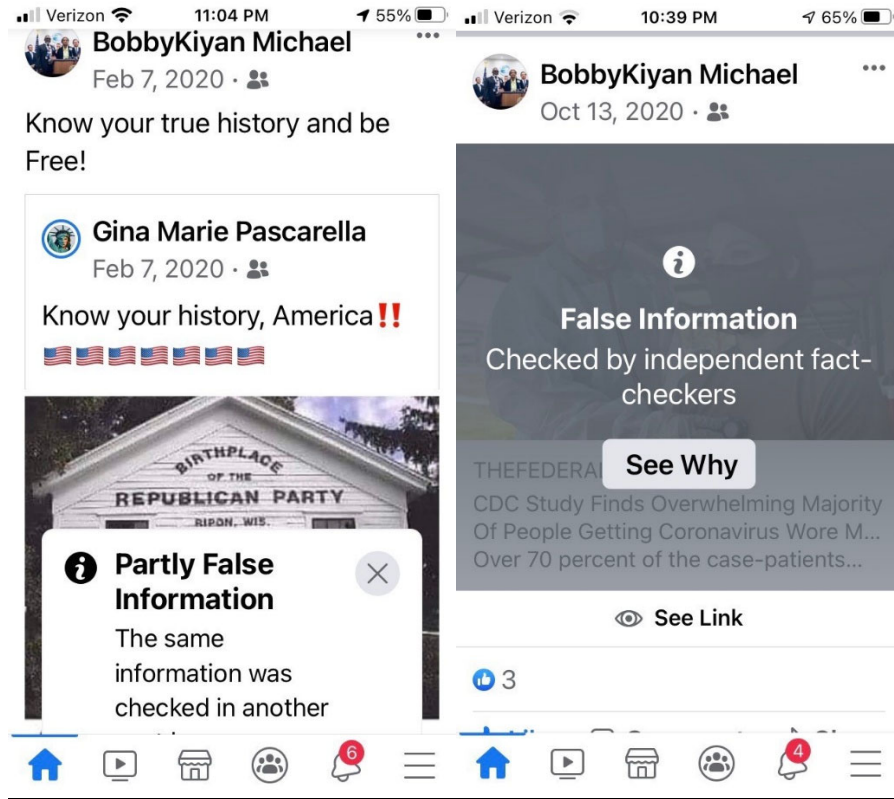 Verizon 11:04 PM 55%
BobbyKiyan Michael
Feb 7, 2020 ·
Know your true history and be
Free!
Gina Marie Pascarella
Feb 7, 2020 ·
Know your history, America‼️
🇺🇸🇺🇸🇺🇸🇺🇸🇺🇸🇺🇸🇺🇸
BIRTHPLACE
OF THE
REPUBLICAN PARTY
RIPON, WIS.
Partly False
Information
The same
information was
checked in another
6
Verizon 10:39 PM 65%
BobbyKiyan Michael
Oct 13, 2020 ·
False Information
Checked by independent fact-
checkers
See Why
CDC Study Finds Overwhelming Majority
Of People Getting Coronavirus Wore M...
Over 70 percent of the case-patients...
See Link
3
4